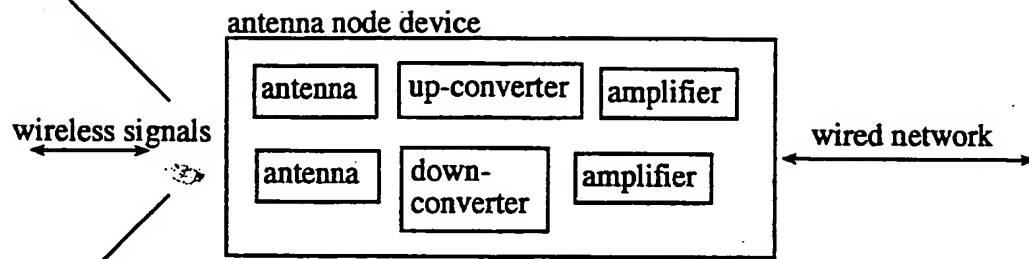 antenna node device
antenna up-converter amplifier
wireless signals
wired network
antenna down-
converter amplifier